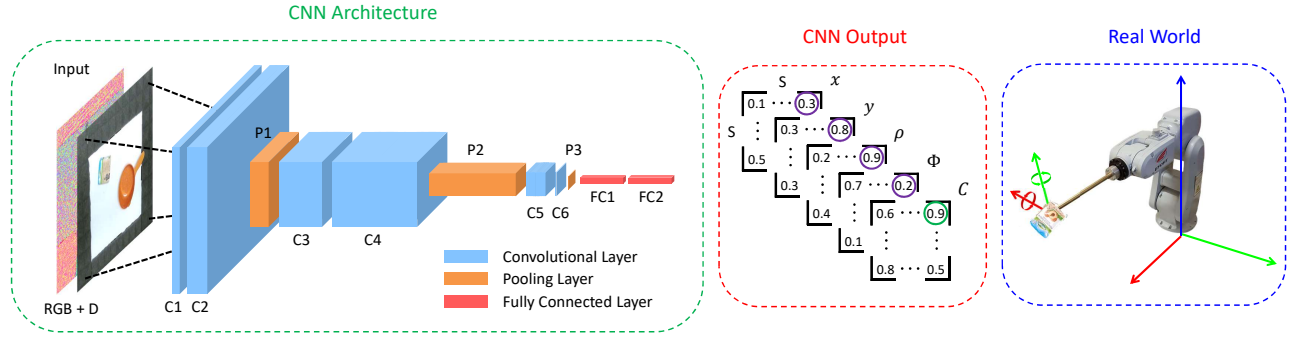 CNN Architecture
Input
RGB + D
C1 C2
P1
C3
C4
P2
C5 C6
P3
FC1 FC2
Convolutional Layer
Pooling Layer
Fully Connected Layer
CNN Output
S x
0.1 ··· 0.3 y
S 0.3 ··· 0.8 ρ
0.5 0.2 ··· 0.9 Φ
0.3 0.7 ··· 0.2 C
0.4 0.6 ··· 0.9
0.1
0.8 ··· 0.5
Real World